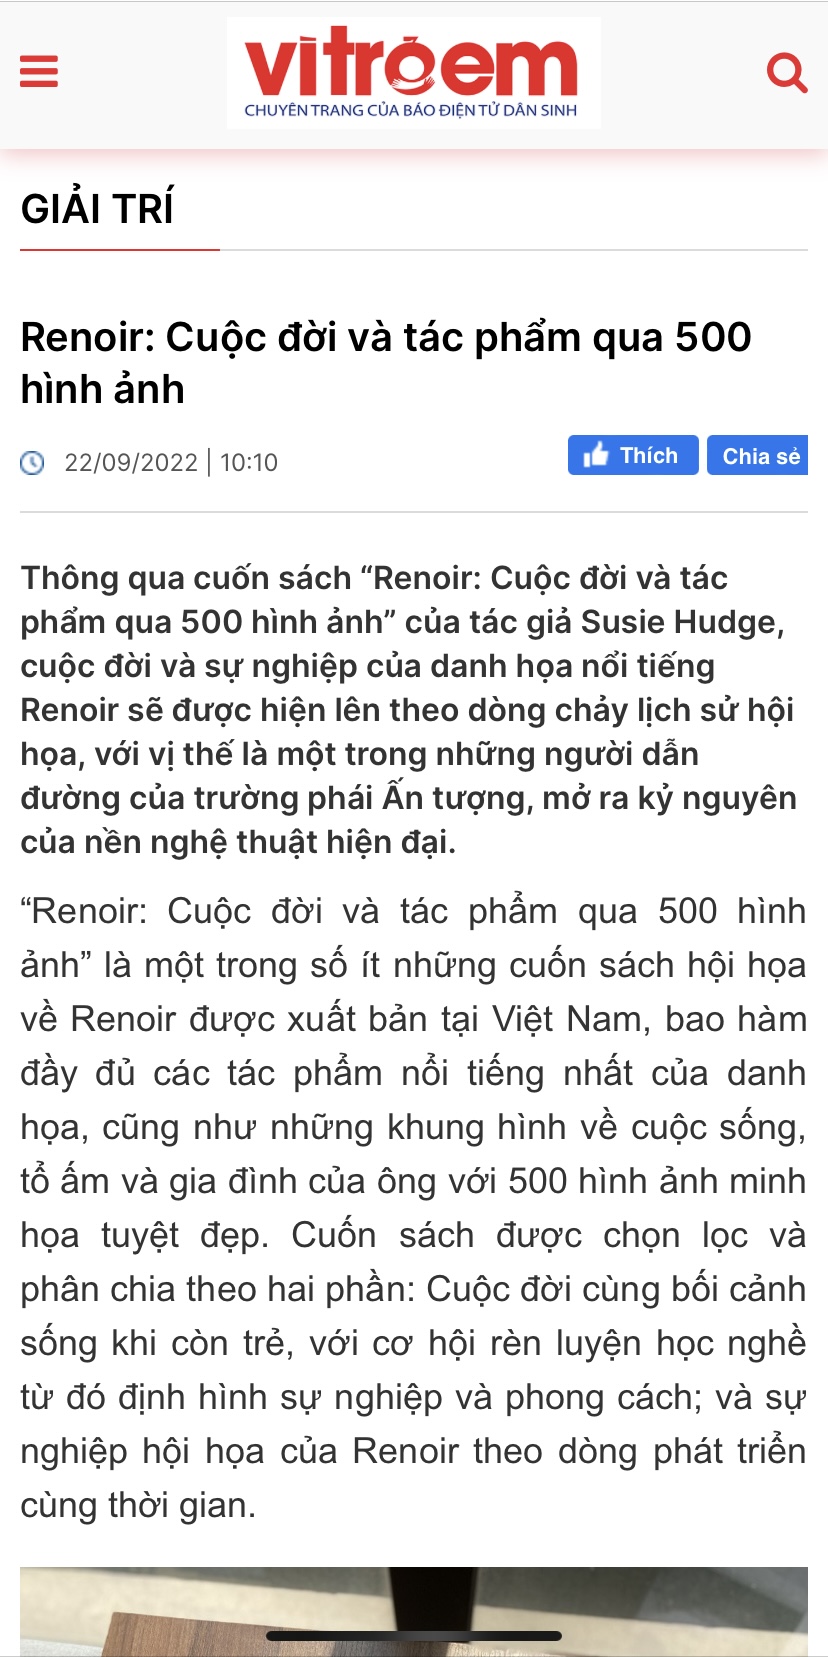 vìtrẻem
CHUYÊN TRANG CỦA BÁO ĐIỆN TỬ DÂN SINH
GIẢI TRÍ
Renoir: Cuộc đời và tác phẩm qua 500
hình ảnh
22/09/2022 | 10:10
Thích
Chia sẻ
Thông qua cuốn sách “Renoir: Cuộc đời và tác
phẩm qua 500 hình ảnh” của tác giả Susie Hudge,
cuộc đời và sự nghiệp của danh họa nổi tiếng
Renoir sẽ được hiện lên theo dòng chảy lịch sử hội
họa, với vị thế là một trong những người dẫn
đường của trường phái Ấn tượng, mở ra kỷ nguyên
của nền nghệ thuật hiện đại.
“Renoir: Cuộc đời và tác phẩm qua 500 hình
ảnh” là một trong số ít những cuốn sách hội họa
về Renoir được xuất bản tại Việt Nam, bao hàm
đầy đủ các tác phẩm nổi tiếng nhất của danh
họa, cũng như những khung hình về cuộc sống,
tổ ấm và gia đình của ông với 500 hình ảnh minh
họa tuyệt đẹp. Cuốn sách được chọn lọc và
phân chia theo hai phần: Cuộc đời cùng bối cảnh
sống khi còn trẻ, với cơ hội rèn luyện học nghề
từ đó định hình sự nghiệp và phong cách; và sự
nghiệp hội họa của Renoir theo dòng phát triển
cùng thời gian.